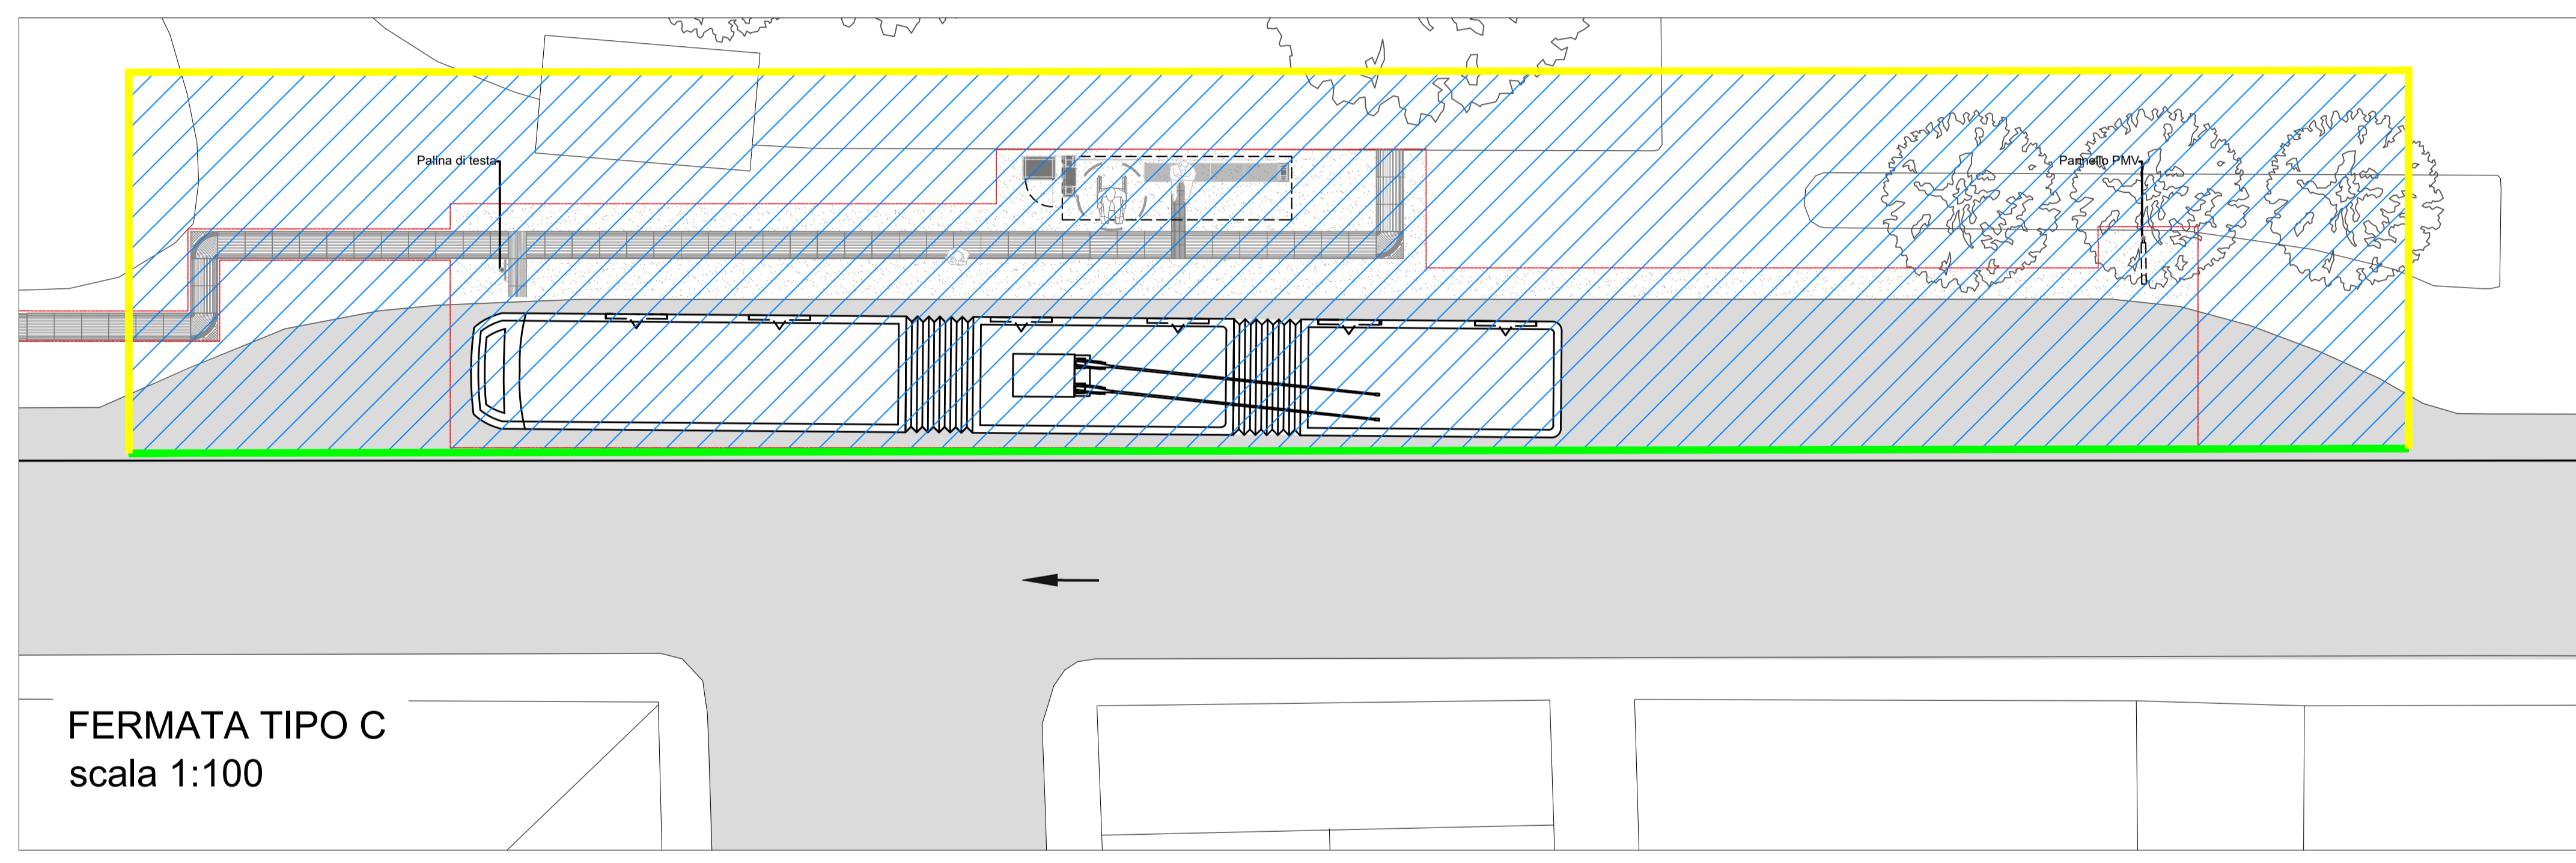 Palina di testa
Pannello PMV
FERMATA TIPO C
scala 1:100